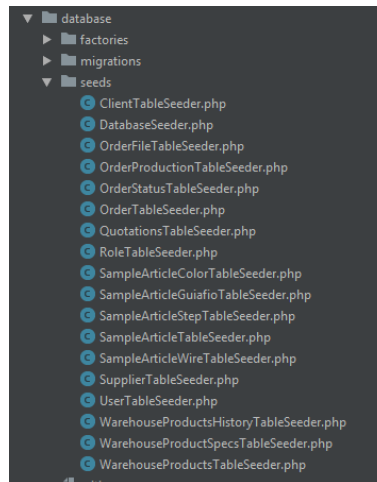 database
factories
migrations
seeds
ClientTableSeeder.php
DatabaseSeeder.php
OrderFileTableSeeder.php
OrderProductionTableSeeder.php
OrderStatusTableSeeder.php
OrderTableSeeder.php
QuotationsTableSeeder.php
RoleTableSeeder.php
SampleArticleColorTableSeeder.php
SampleArticleGuiafioTableSeeder.php
SampleArticleStepTableSeeder.php
SampleArticleTableSeeder.php
SampleArticleWireTableSeeder.php
SupplierTableSeeder.php
UserTableSeeder.php
WarehouseProductsHistoryTableSeeder.php
WarehouseProductSpecsTableSeeder.php
WarehouseProductsTableSeeder.php